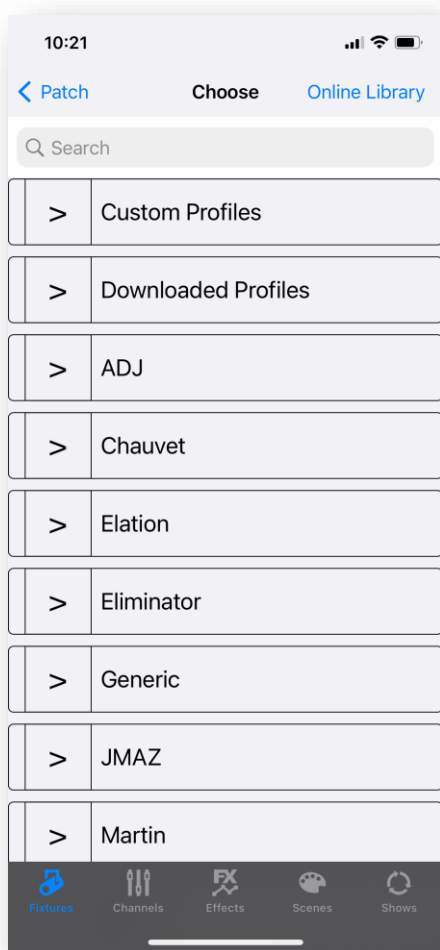 10:21
Patch
Choose
Online Library
Search
> Custom Profiles
> Downloaded Profiles
> ADJ
> Chauvet
> Elation
> Eliminator
> Generic
> JMAZ
> Martin
FX
Fixtures
Channels
Effects
Scenes
Shows